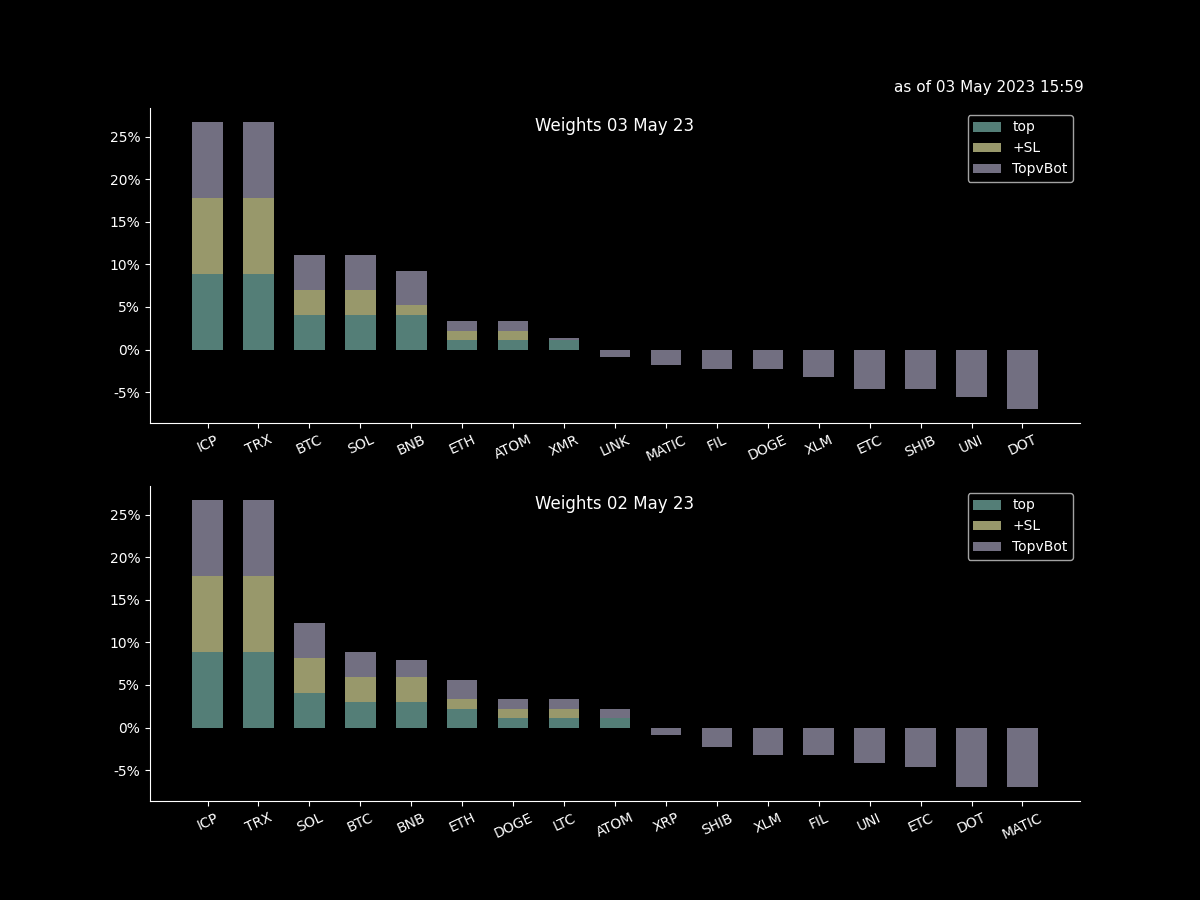 as of 03 May 2023 15:59
Weights 03 May 23
top
+SL
TopvBot
25%
20%
15%
10%
5%
0%
-5%
ICP TRX BTC SOL BNB ETH ATOM XMR LINK MATIC FIL DOGE XLM ETC SHIB UNI DOT
Weights 02 May 23
top
+SL
TopvBot
25%
20%
15%
10%
5%
0%
-5%
ICP TRX SOL BTC BNB ETH DOGE LTC ATOM XRP SHIB XLM FIL UNI ETC DOT MATIC